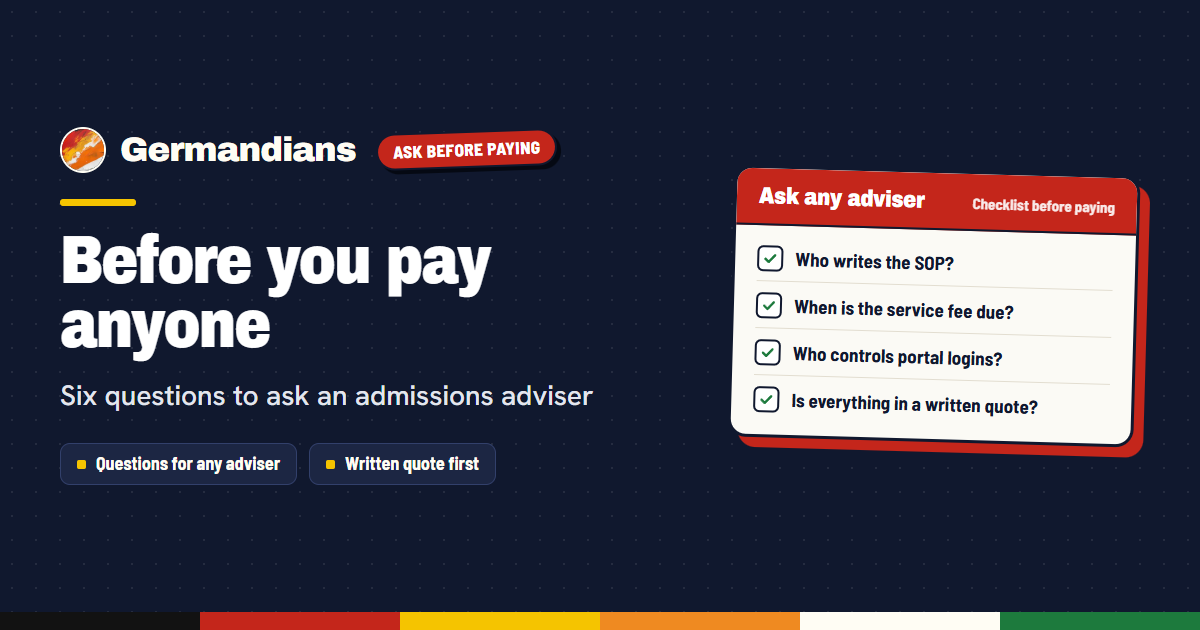 Germandians
ASK BEFORE PAYING
Before you pay
anyone
Six questions to ask an admissions adviser
Questions for any adviser
Written quote first
Ask any adviser
Checklist before paying
Who writes the SOP?
When is the service fee due?
Who controls portal logins?
Is everything in a written quote?